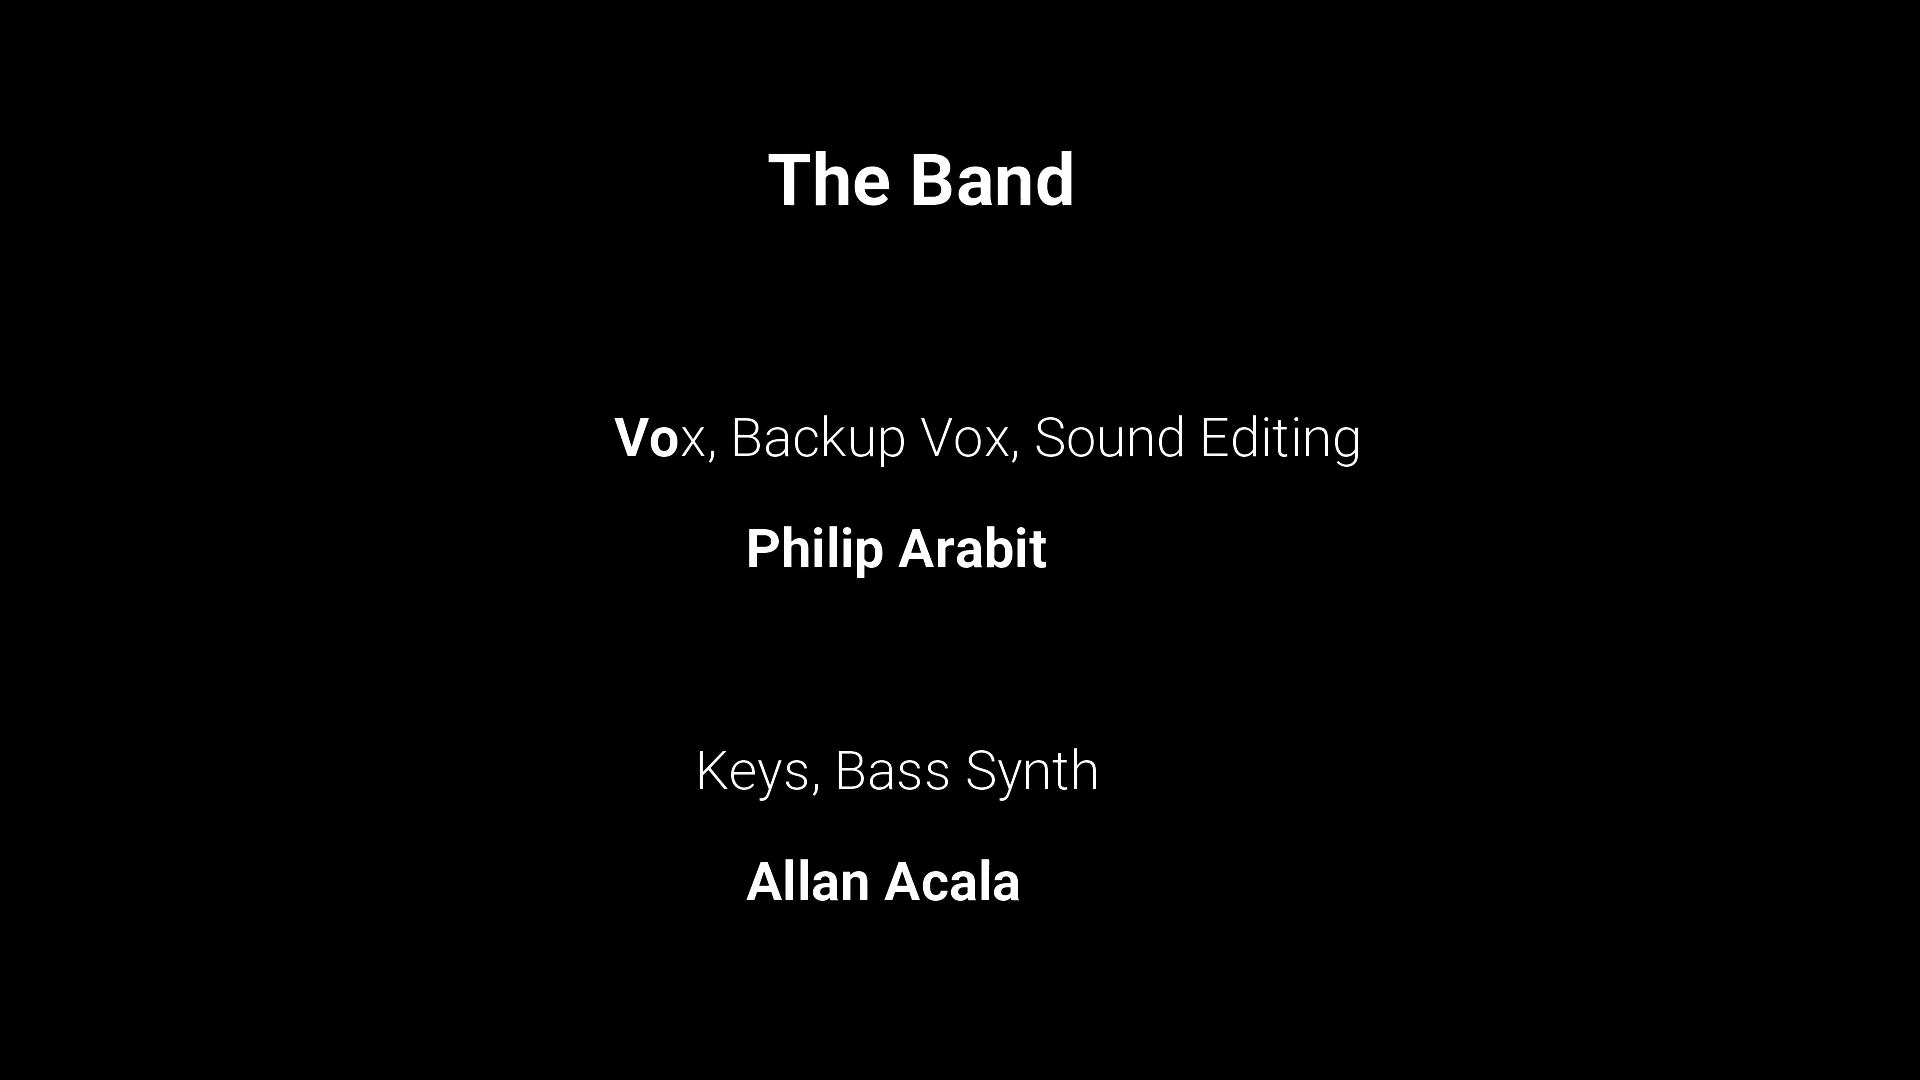 The Band
Vox, Backup Vox, Sound Editing
Philip Arabit
Keys, Bass Synth
Allan Acala